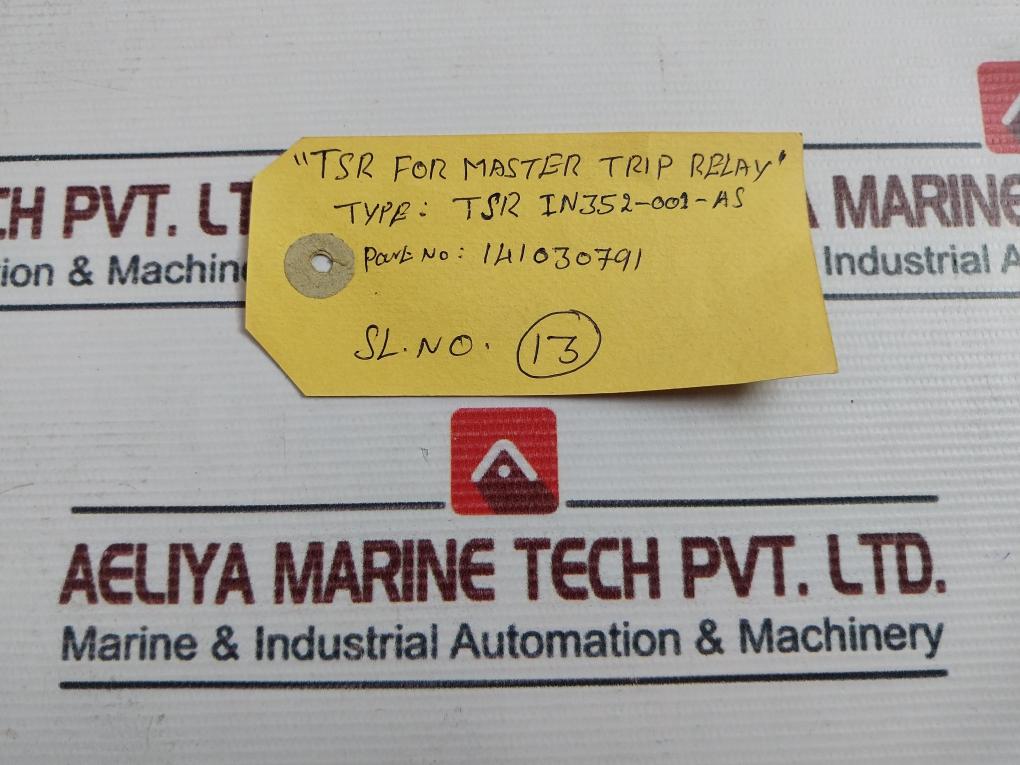 "TSR FOR MASTER TRIP RELAY"
TYPE: TSR IN352-001-AS
Part No: 141030791
SL. NO. 13
CH PVT. LT
ion & Machin
MARINE
Industrial A
AELIYA MARINE TECH PVT. LTD.
Marine & Industrial Automation & Machinery